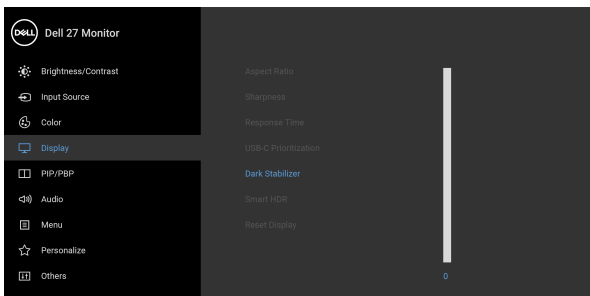 DELL Dell 27 Monitor
Brightness/Contrast
Aspect Ratio
Input Source
Sharpness
Color
Response Time
Display
USB-C Prioritization
PIP/PBP
Dark Stabilizer
Audio
Smart HDR
Menu
Reset Display
Personalize
Others
0